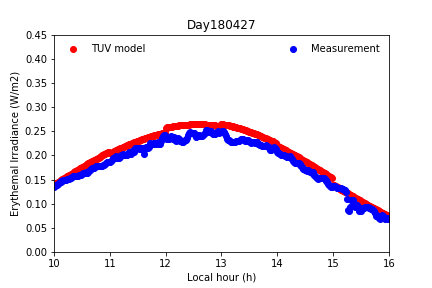 Day180427
TUV model
Measurement
Erythemal Irradiance (W/m2)
0.45
0.40
0.35
0.30
0.25
0.20
0.15
0.10
0.05
0.00
10 11 12 13 14 15 16
Local hour (h)